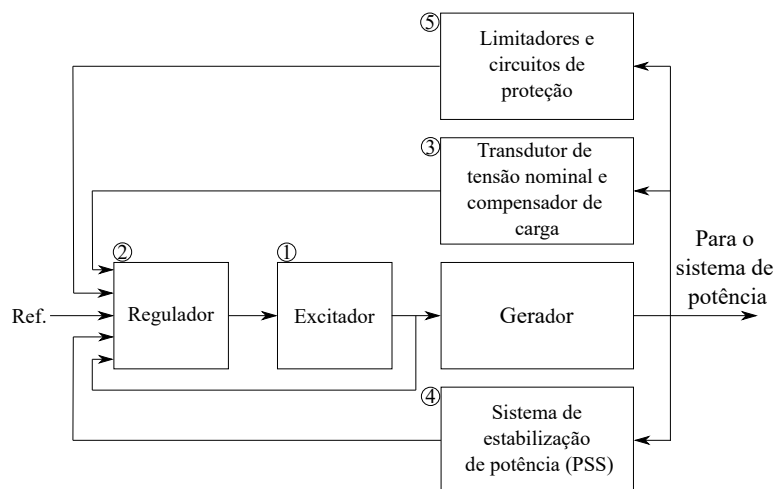 ⑤
Limitadores e
circuitos de
proteção
③
Transdutor de
tensão nominal e
compensador de
carga
Para o
sistema de
potência
②
Regulador
①
Excitador
Gerador
Ref.
④
Sistema de
estabilização
de potência (PSS)